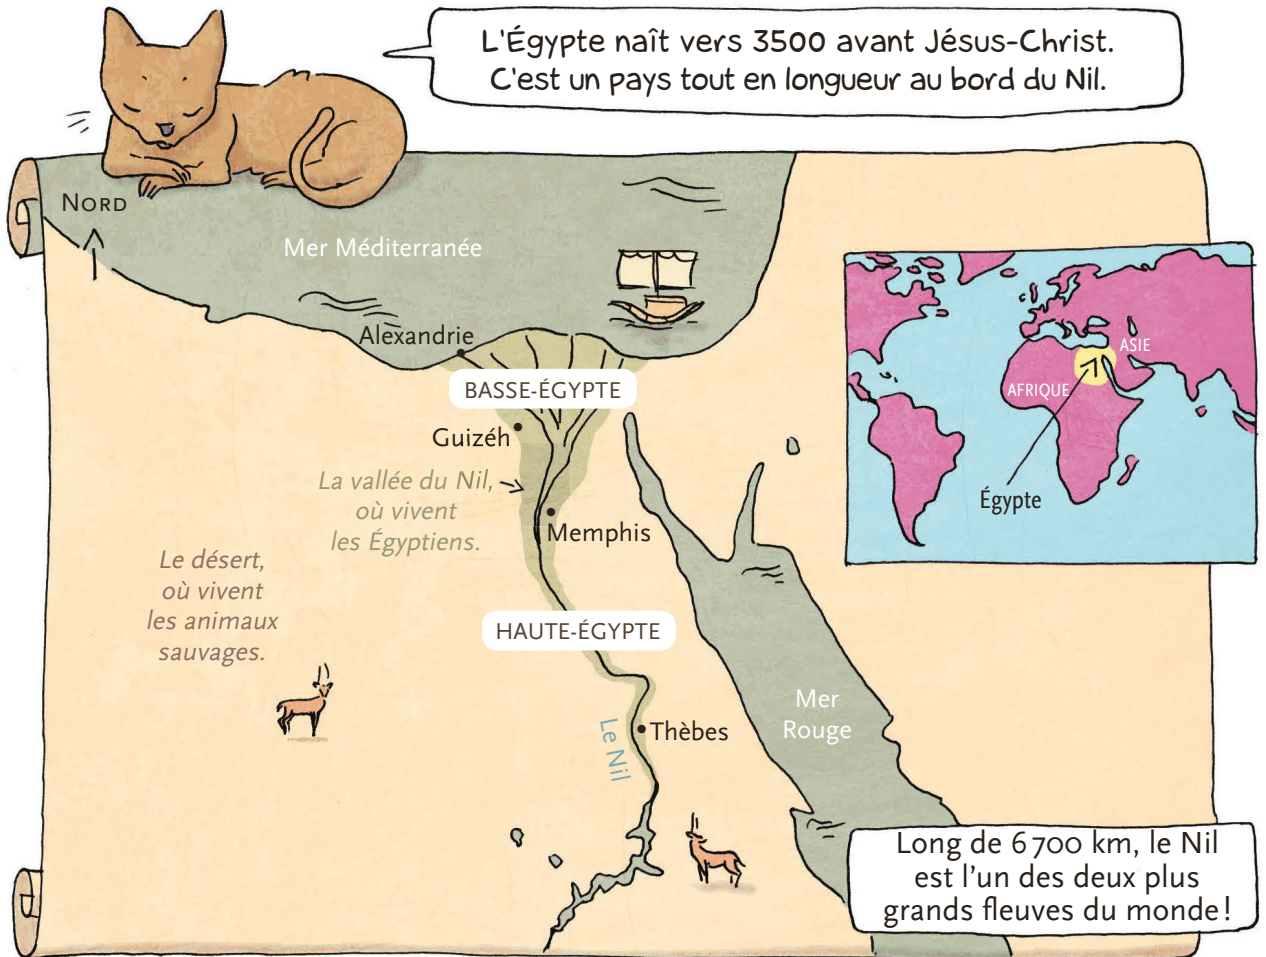 L'Égypte naît vers 3500 avant Jésus-Christ.
C'est un pays tout en longueur au bord du Nil.
NORD
Mer Méditerranée
Alexandrie
BASSE-ÉGYPTE
Guizéh
La vallée du Nil,
où vivent
les Égyptiens.
Memphis
Le désert,
où vivent
les animaux
sauvages.
HAUTE-ÉGYPTE
Thèbes
Le Nil
Mer
Rouge
ASIE
AFRIQUE
Égypte
Long de 6 700 km, le Nil
est l'un des deux plus
grands fleuves du monde !